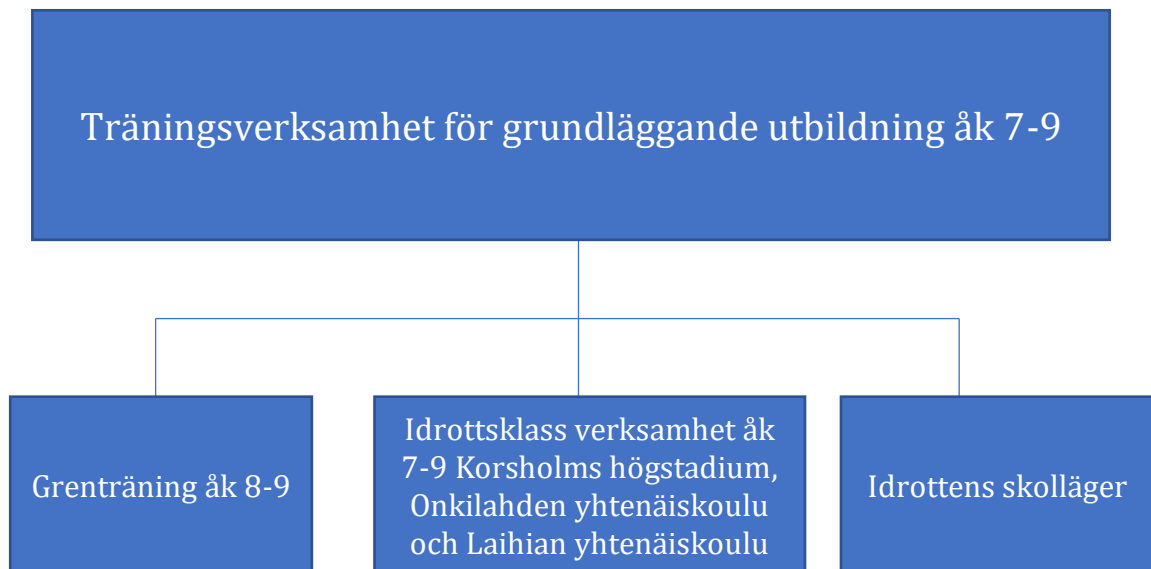 Träningsverksamhet för grundläggande utbildning åk 7-9
Grenträning åk 8-9
Idrottsklass verksamhet åk
7-9 Korsholms högstadium,
Onkilahden yhtenäiskoulu
och Laihian yhtenäiskoulu
Idrottens skolläger